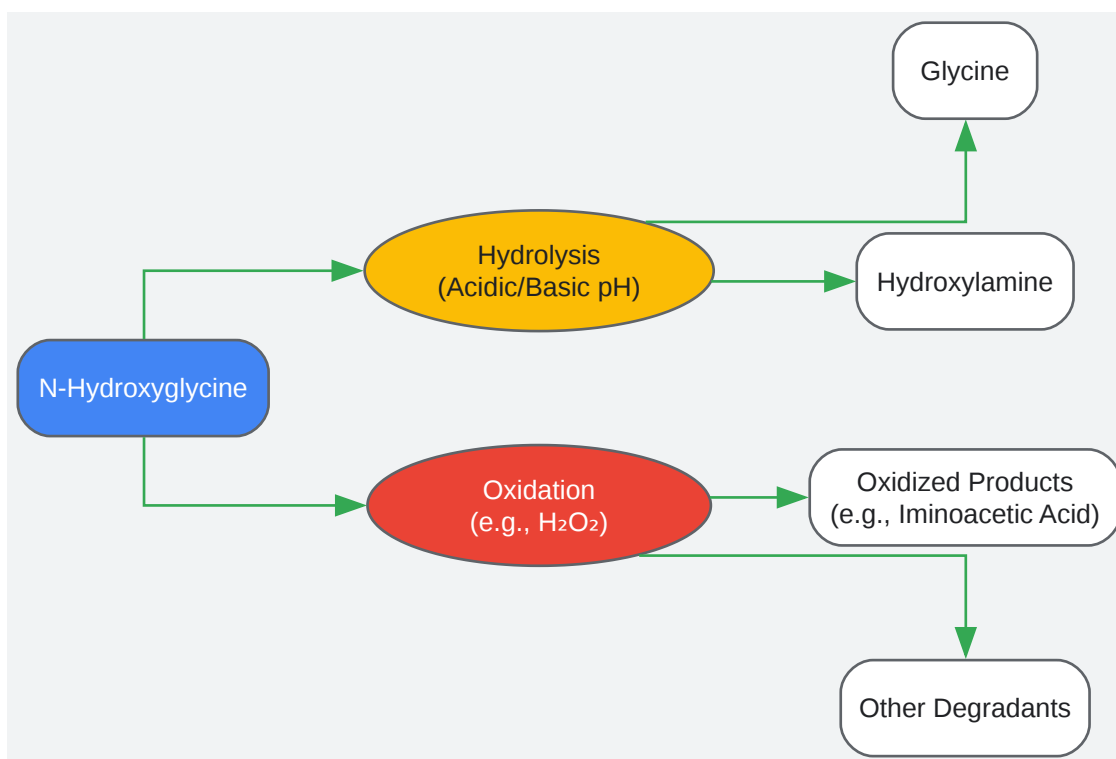 Glycine
Hydrolysis
(Acidic/Basic pH)
Hydroxylamine
N-Hydroxyglycine
Oxidation
(e.g., H₂O₂)
Oxidized Products
(e.g., Iminoacetic Acid)
Other Degradants